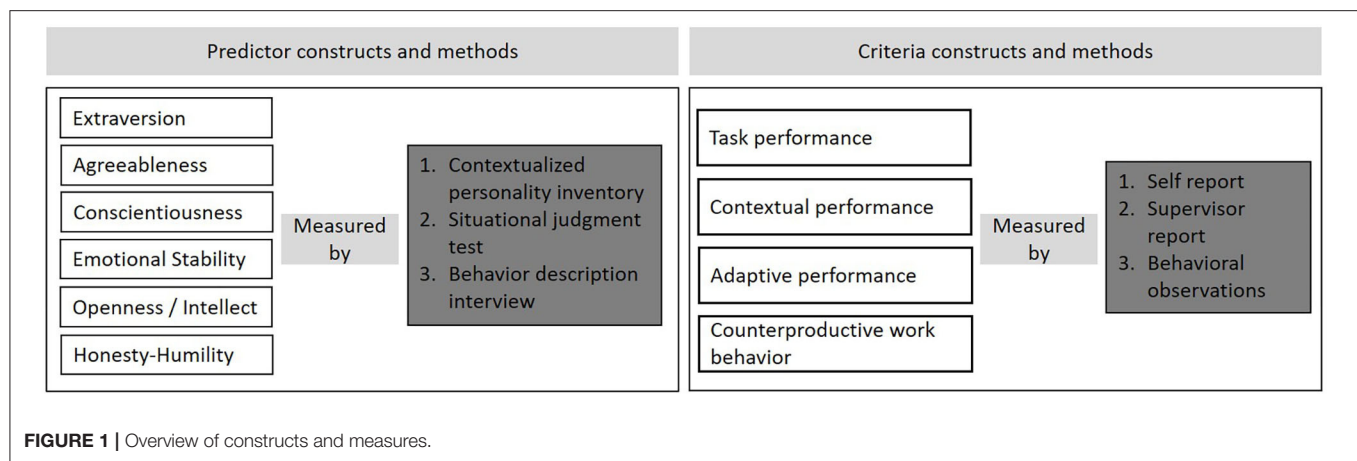 Predictor constructs and methods
Extraversion
Agreeableness
Conscientiousness
Emotional Stability
Openness / Intellect
Honesty-Humility
Measured
by
1. Contextualized
personality inventory
2. Situational judgment
test
3. Behavior description
interview
Criteria constructs and methods
Task performance
Contextual performance
Adaptive performance
Counterproductive work
behavior
Measured
by
1. Self report
2. Supervisor
report
3. Behavioral
observations
FIGURE 1 | Overview of constructs and measures.